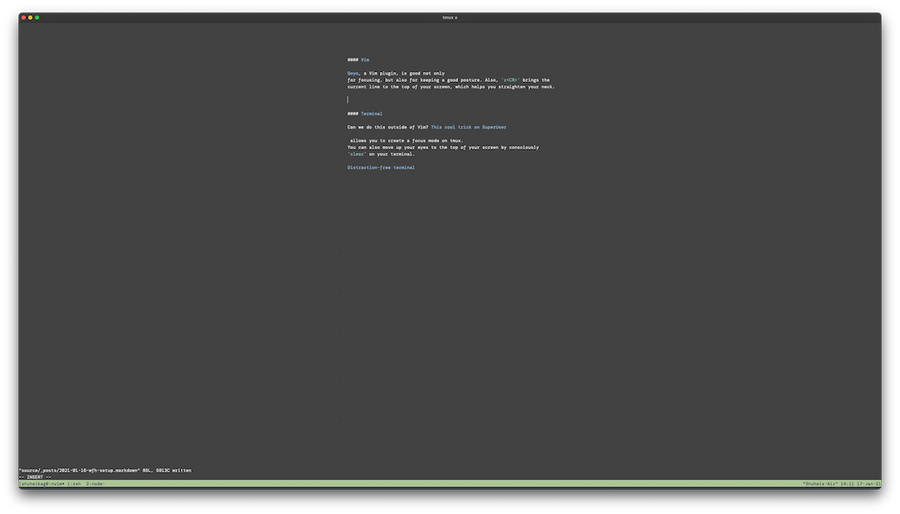 tmux a
#### Vim
Goyo, a Vim plugin, is good not only
for focusing, but also for keeping a good posture. Also, `z<CR>` brings the
current line to the top of your screen, which helps you straighten your neck.
#### Terminal
Can we do this outside of Vim? This cool trick on SuperUser
allows you to create a focus mode on tmux.
You can also move up your eyes to the top of your screen by consciously
`clear` on your terminal.
Distraction-free terminal
"source/_posts/2021-01-16-wfh-setup.markdown" 86L, 5913C written
-- INSERT --
0:nvim* 1:zsh 2:node- "Shuheis-Air" 14:11 17-Jan-21